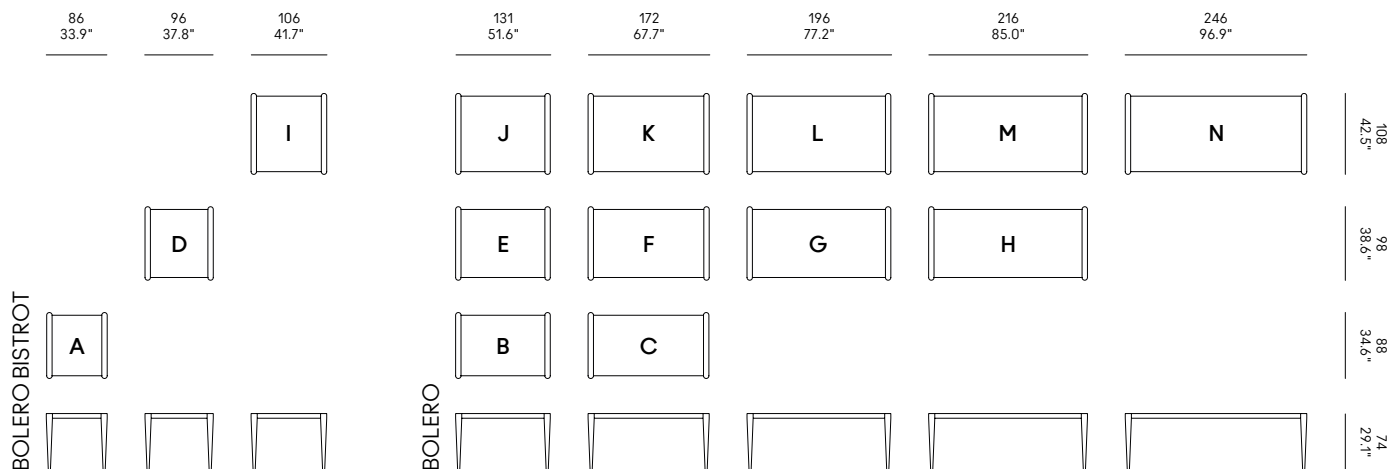 86 96 106 131 172 196 216 246
33.9" 37.8" 41.7" 51.6" 67.7" 77.2" 85.0" 96.9"
I J K L M N
108
42.5"
D E F G H
98
38.6"
A B C
88
34.6"
BOLERO BISTROT
BOLERO
74
29.1"